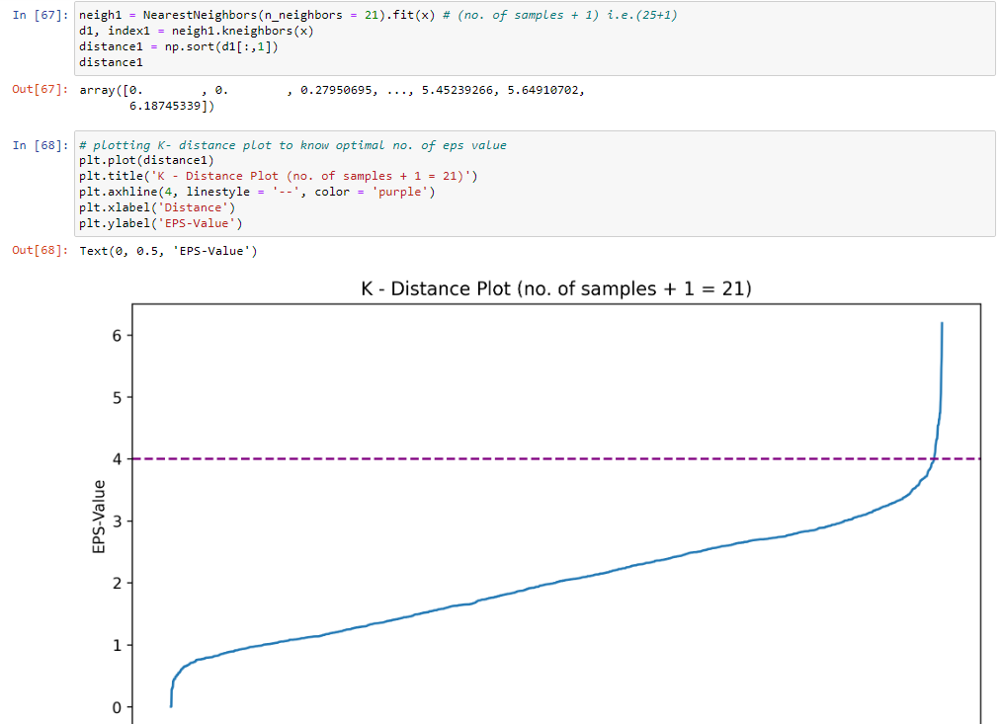 In [67]: neigh1 = NearestNeighbors(n_neighbors = 21).fit(x) # (no. of samples + 1) i.e.(25+1)
d1, index1 = neigh1.kneighbors(x)
distance1 = np.sort(d1[:,1])
distance1
Out[67]: array([0.        , 0.        , 0.27950695, ..., 5.45239266, 5.64910702,
6.18745339])
In [68]: # plotting K- distance plot to know optimal no. of eps value
plt.plot(distance1)
plt.title('K - Distance Plot (no. of samples + 1 = 21)')
plt.axhline(4, linestyle = '--', color = 'purple')
plt.xlabel('Distance')
plt.ylabel('EPS-Value')
Out[68]: Text(0, 0.5, 'EPS-Value')
K - Distance Plot (no. of samples + 1 = 21)
6
5
4
3
2
1
0
EPS-Value